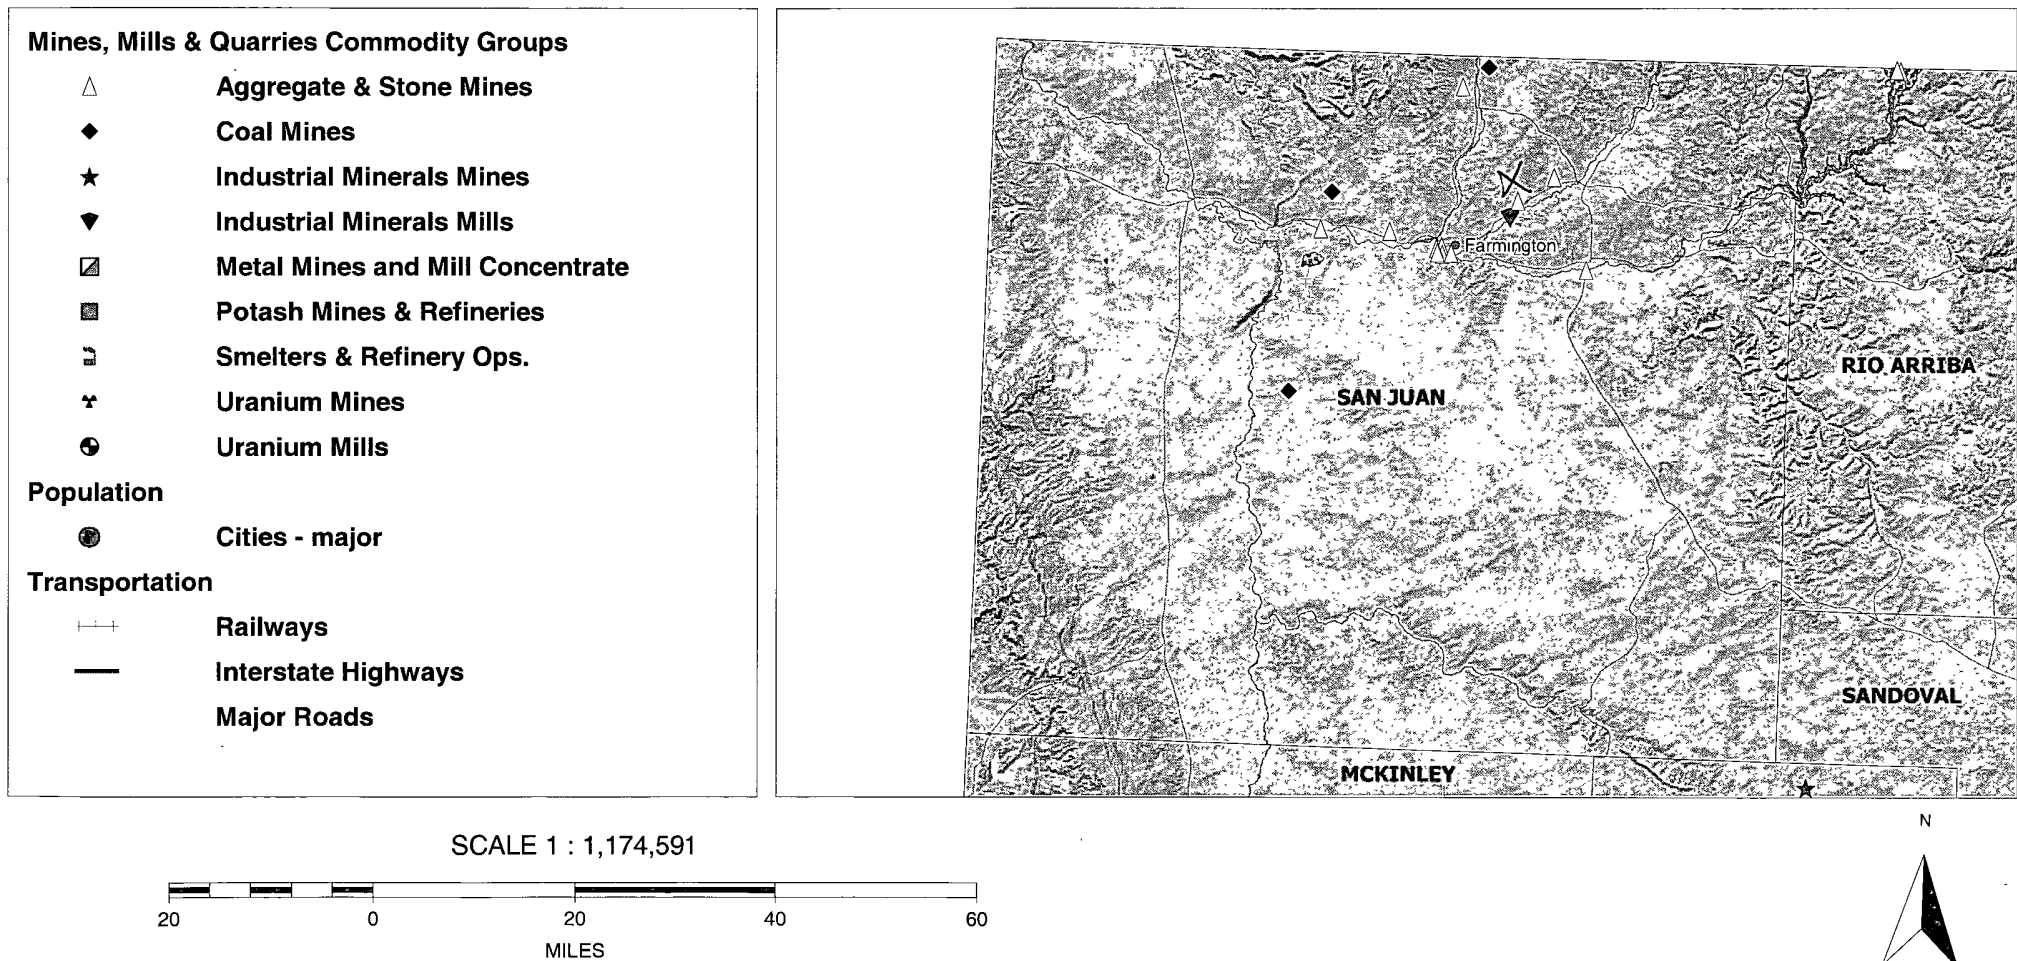 Mines, Mills & Quarries Commodity Groups
Aggregate & Stone Mines
Coal Mines
Industrial Minerals Mines
Industrial Minerals Mills
Metal Mines and Mill Concentrate
Potash Mines & Refineries
Smelters & Refinery Ops.
Uranium Mines
Uranium Mills
Population
Cities - major
Transportation
Railways
Interstate Highways
Major Roads
Farmington
RIO ARRIBA
SAN JUAN
SANDOVAL
MCKINLEY
SCALE 1 : 1,174,591
20 0 20 40 60
MILES
N